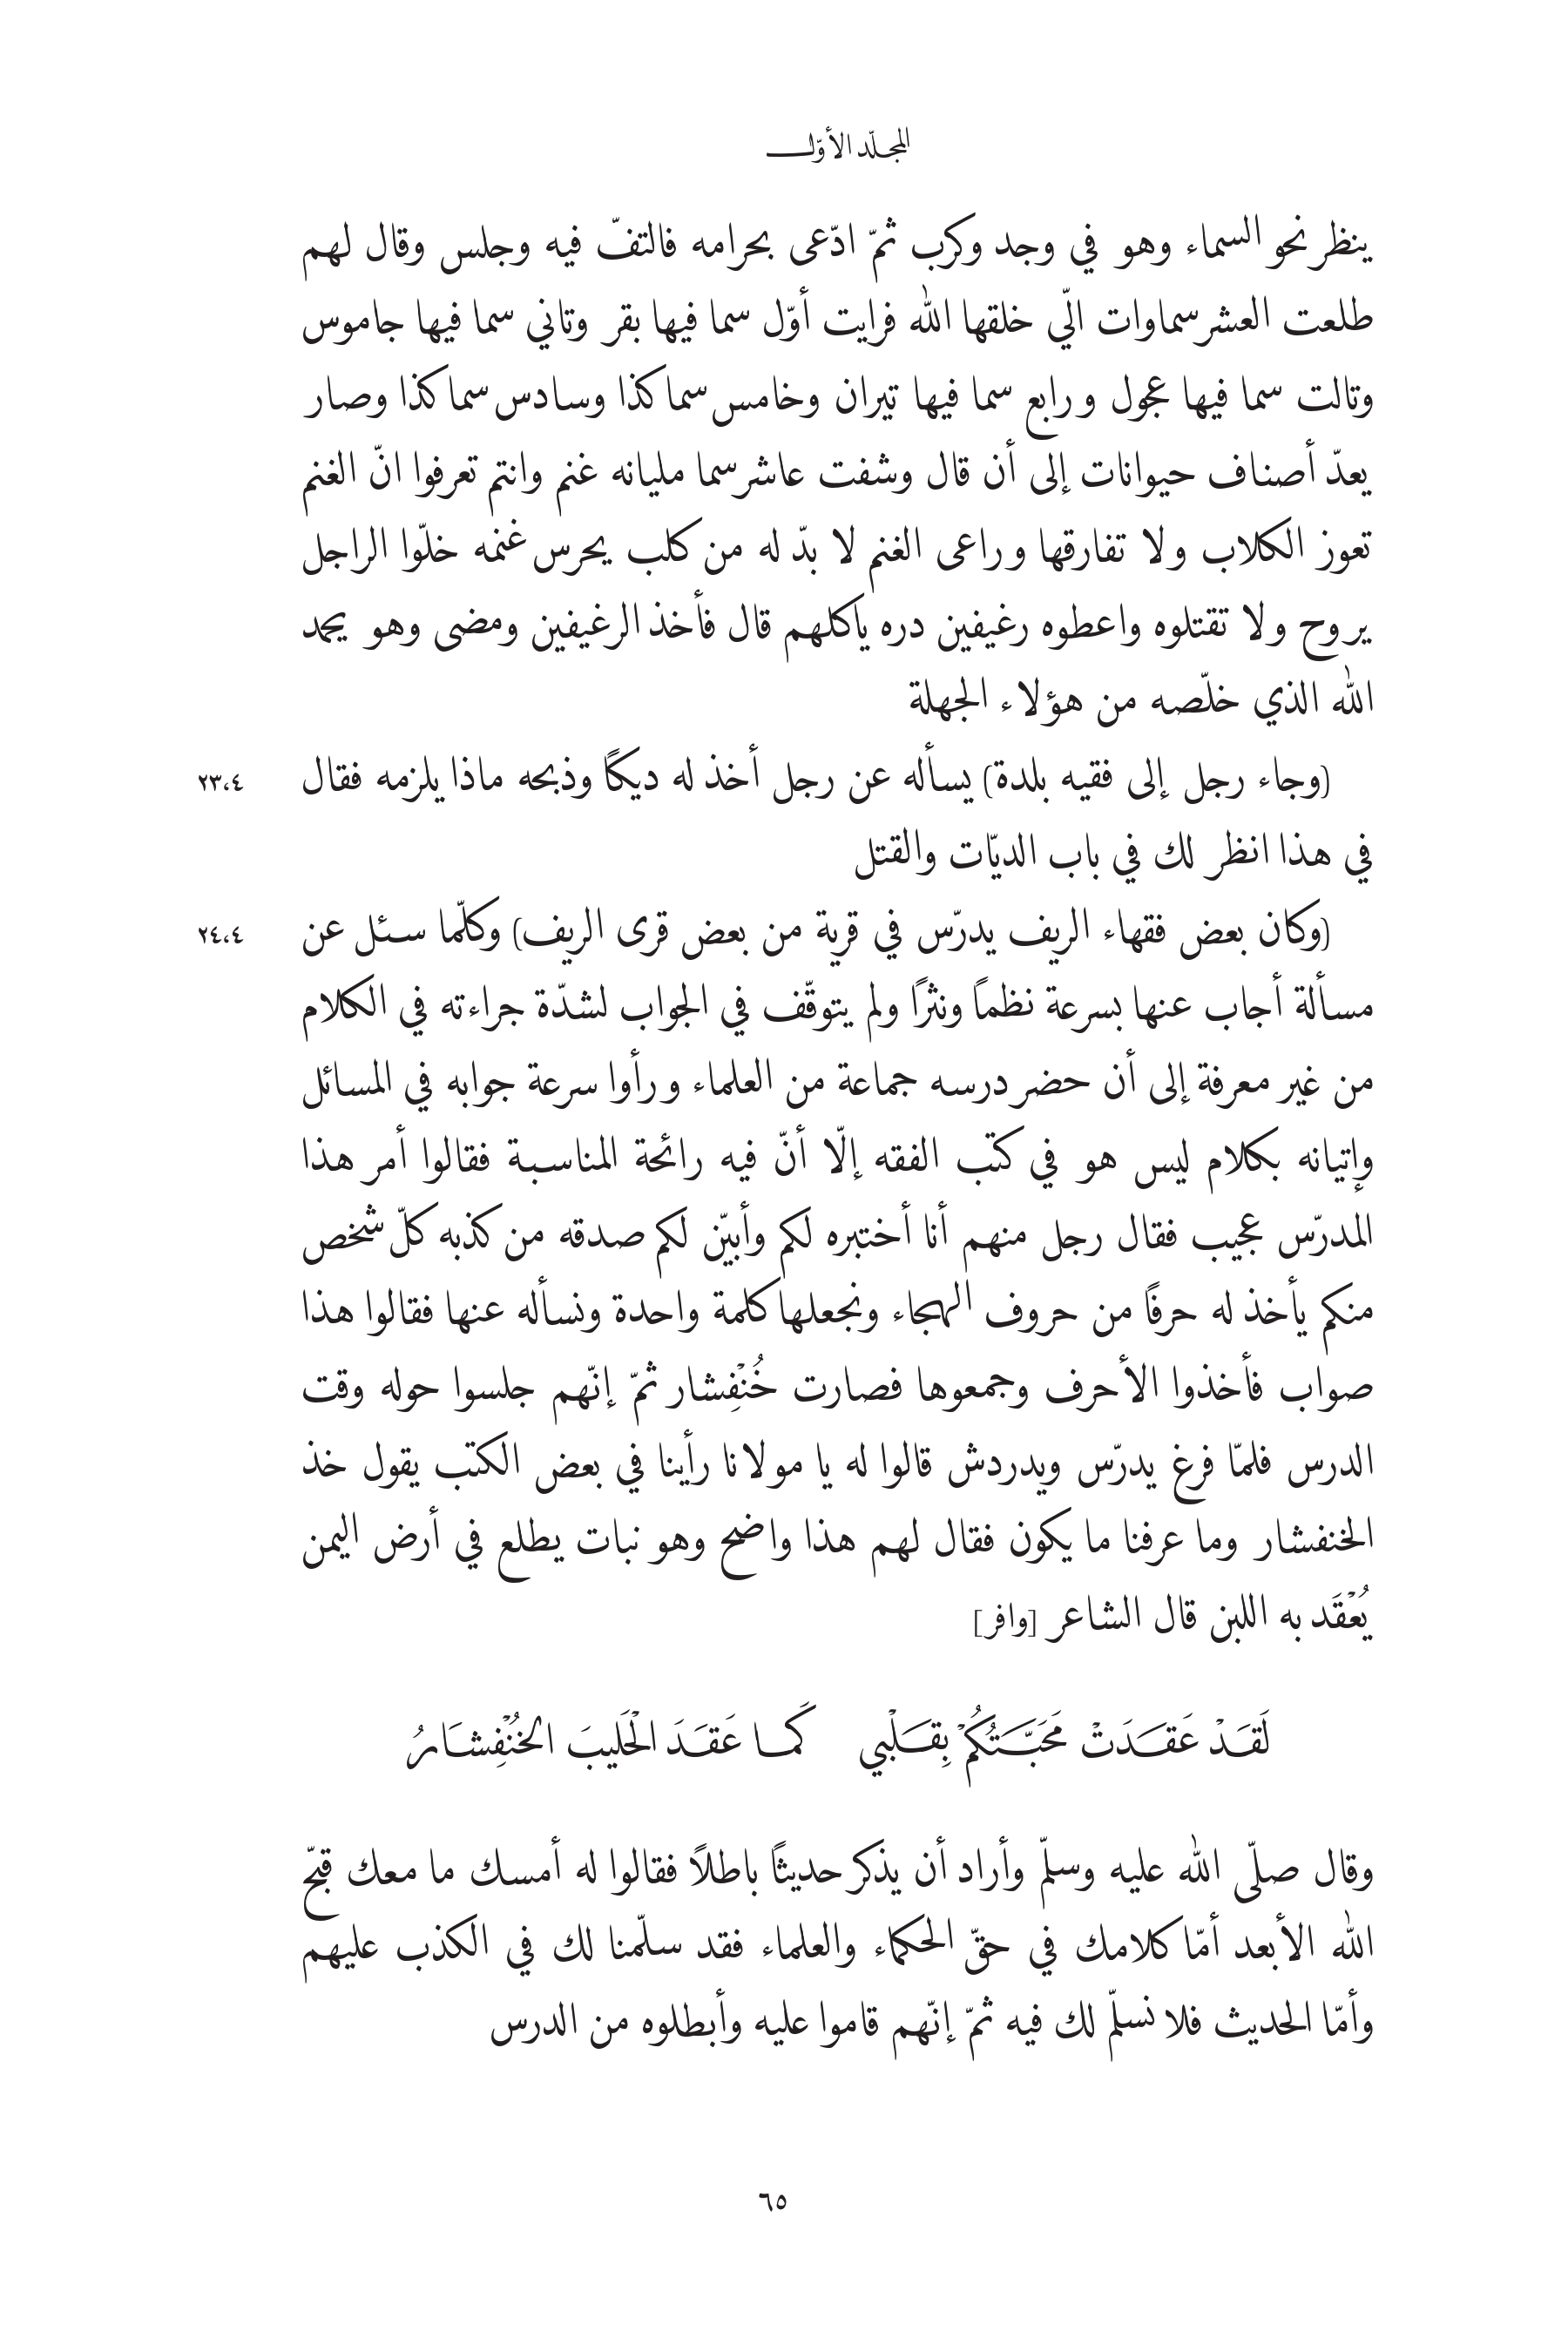 المجلّد الأوّل
ينظر نحو السماء وهو في وجد وكرب ثمّ ادّعى بحرامه فالتفّ فيه وجلس وقال لهم
طلعت العشر سماوات الّي خلقها الله فرايت أوّل سما فيها بقر وتاني سما فيها جاموس
وتالت سما فيها عجول ورابع سما فيها تيران وخامس سما كذا وسادس سما كذا وصار
يعدّ أصناف حيوانات إلى أن قال وشفت عاشر سما مليانه غنم وانتم تعرفوا انّ الغنم
تعوز الكلاب ولا تفارقها وراعى الغنم لا بدّ له من كلب يحرس غنمه خلّوا الراجل
يروح ولا تقتلوه واعطوه رغيفين دره ياكلهم قال فأخذ الرغيفين ومضى وهو يحمد
الله الذي خلّصه من هؤلاء الجهلة
(وجاء رجل إلى فقيه بلدة) يسأله عن رجل أخذ له ديكًا وذبحه ماذا يلزمه فقال ٢٣،٤
في هذا انظر لك في باب الديّات والقتل
(وكان بعض فقهاء الريف يدرّس في قرية من بعض قرى الريف) وكلّما سئل عن ٢٤،٤
مسألة أجاب عنها بسرعة نظمًا ونثرًا ولم يتوقّف في الجواب لشدّة جراءته في الكلام
من غير معرفة إلى أن حضر درسه جماعة من العلماء ورأوا سرعة جوابه في المسائل
وإتيانه بكلام ليس هو في كتب الفقه إلّا أنّ فيه رائحة المناسبة فقالوا أمر هذا
المدرّس عجيب فقال رجل منهم أنا أختبره لكم وأبيّن لكم صدقه من كذبه كلّ شخص
منكم يأخذ له حرفًا من حروف الهجاء ونجعلها كلمة واحدة ونسأله عنها فقالوا هذا
صواب فأخذوا الأحرف وجمعوها فصارت خُنْفِشار ثمّ إنّهم جلسوا حوله وقت
الدرس فلمّا فرغ يدرّس ويدردش قالوا له يا مولانا رأينا في بعض الكتب يقول خذ
الخنفشار وما عرفنا ما يكون فقال لهم هذا واضح وهو نبات يطلع في أرض اليمن
يُعْقَد به اللبن قال الشاعر [وافر]
لَقَدْ عَقَدَتْ مَحَبَّتُكُمْ بِقَلْبي كَمَا عَقَدَ الْحَليبَ الخُنْفِشَارُ
وقال صلّى الله عليه وسلّم وأراد أن يذكر حديثًا باطلًا فقالوا له أمسك ما معك قبّح
الله الأبعد أمّا كلامك في حقّ الحكماء والعلماء فقد سلّمنا لك في الكذب عليهم
وأمّا الحديث فلا نسلّم لك فيه ثمّ إنّهم قاموا عليه وأبطلوه من الدرس
٦٥